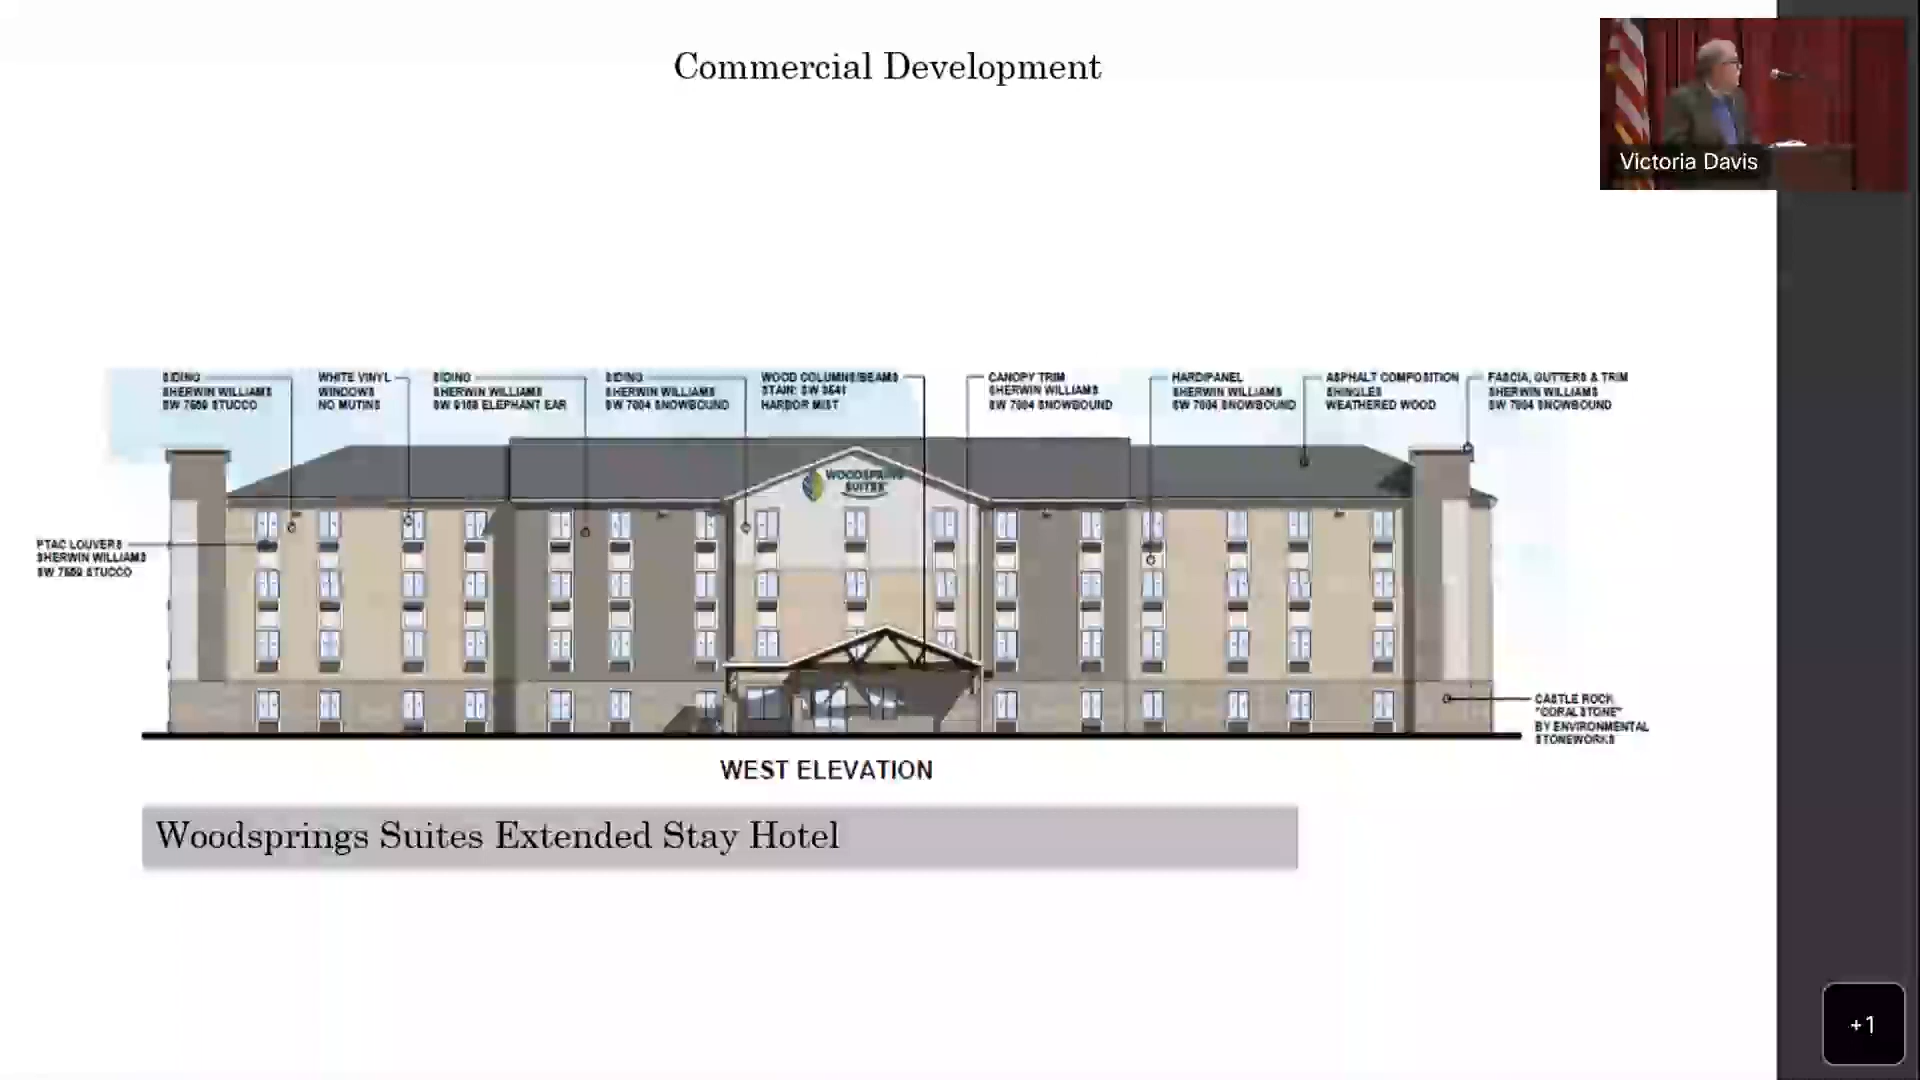 Commercial Development
Victoria Davis
SIDING
SHERWIN WILLIAMS
SW 7569 STUCCO
WHITE VINYL
WINDOWS
NO MUTINS
SIDING
SHERWIN WILLIAMS
SW 9168 ELEPHANT EAR
SIDING
SHERWIN WILLIAMS
SW 7004 SNOWBOUND
WOOD COLUMNS/BEAMS
STAIN: SW 3541
HARBOR MIST
CANOPY TRIM
SHERWIN WILLIAMS
SW 7004 SNOWBOUND
HARDIPANEL
SHERWIN WILLIAMS
SW 7004 SNOWBOUND
ASPHALT COMPOSITION
SHINGLES
WEATHERED WOOD
FASCIA, GUTTERS & TRIM
SHERWIN WILLIAMS
SW 7004 SNOWBOUND
WOODSPRING
SUITES
PTAC LOUVERS
SHERWIN WILLIAMS
SW 7569 STUCCO
CASTLE ROCK
"CORALSTONE"
BY ENVIRONMENTAL
STONEWORKS
WEST ELEVATION
Woodsprings Suites Extended Stay Hotel
+1